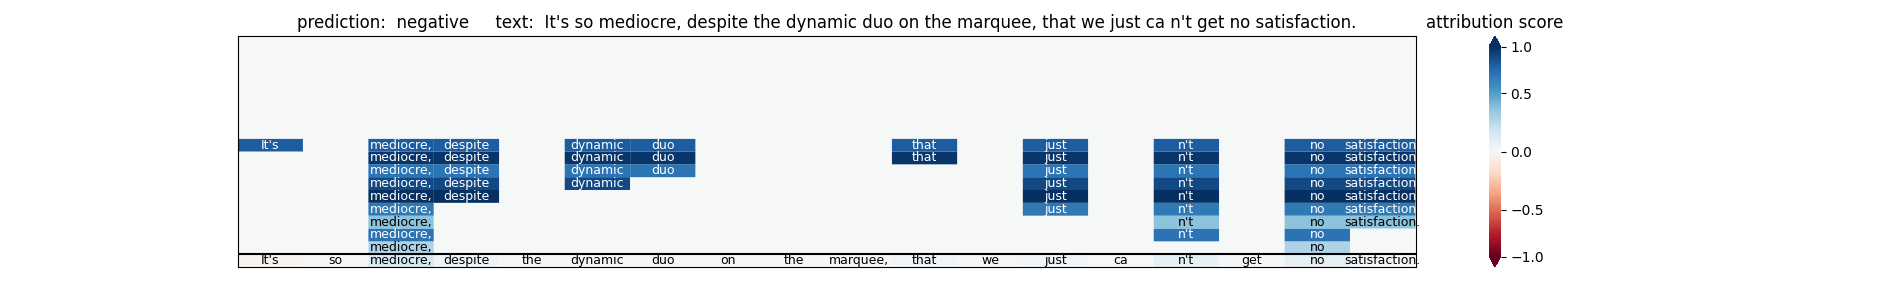 prediction: negative text: It's so mediocre, despite the dynamic duo on the marquee, that we just ca n't get no satisfaction. attribution score
1.0
0.5
0.0
−0.5
−1.0
It's mediocre, despite dynamic duo that just n't no satisfaction.
mediocre, despite dynamic duo that just n't no satisfaction.
mediocre, despite dynamic duo just n't no satisfaction.
mediocre, despite dynamic just n't no satisfaction.
mediocre, despite just n't no satisfaction.
mediocre, just n't no satisfaction.
mediocre, n't no satisfaction.
mediocre, n't no
mediocre, no
It's so mediocre, despite the dynamic duo on the marquee, that we just ca n't get no satisfaction.